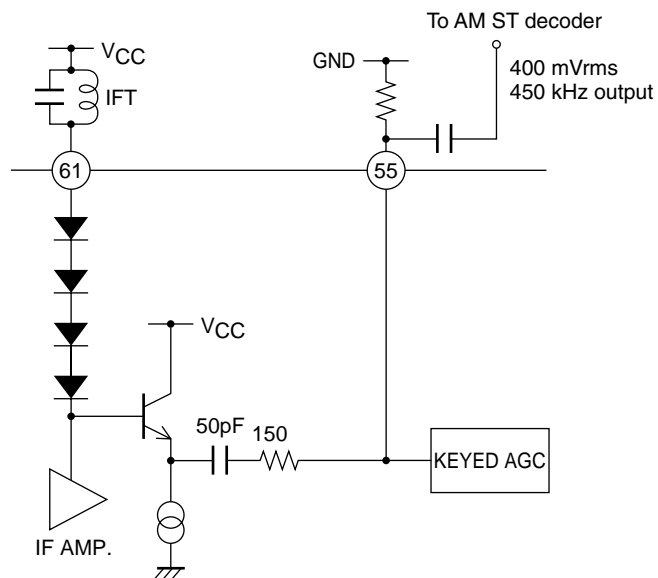 To AM ST decoder
VCC
GND
400 mVrms
450 kHz output
IFT
61
55
VCC
50pF
150
KEYED AGC
IF AMP.